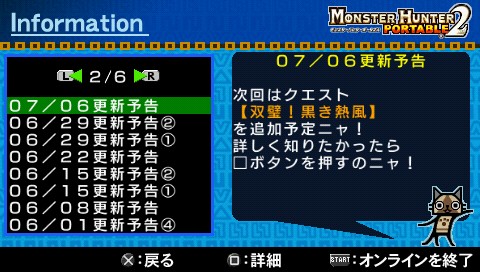 Information
MONSTER HUNTER
PORTABLE 2
L 2/6 R
07/06更新予告
06/29更新予告②
06/29更新予告①
06/22更新予告
06/15更新予告②
06/15更新予告①
06/08更新予告
06/01更新予告④
07/06更新予告
次回はクエスト
【双璧！黒き熱風】
を追加予定ニャ！
詳しく知りたかったら
□ボタンを押すのニャ！
×:戻る □:詳細 START:オンラインを終了